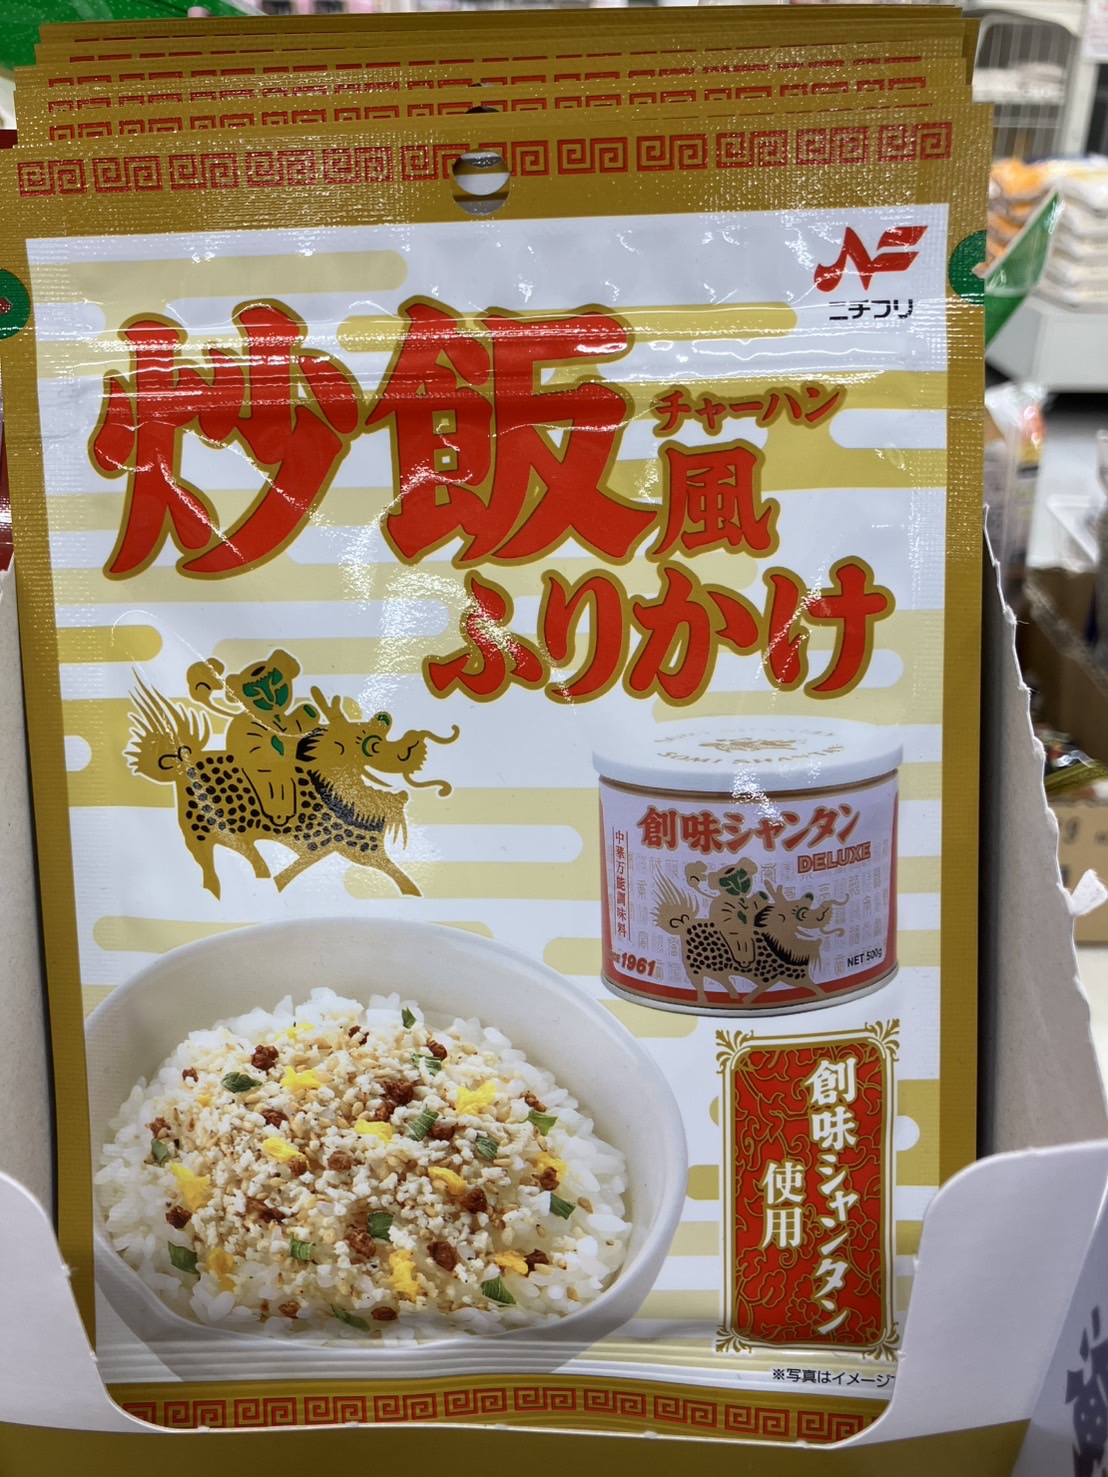 ニチフリ
炒飯
チャーハン
風
ふりかけ
創味シャンタン
DELUXE
中華万能調味料
1961
NET 500g
創味シャンタン
使用
※写真はイメージ